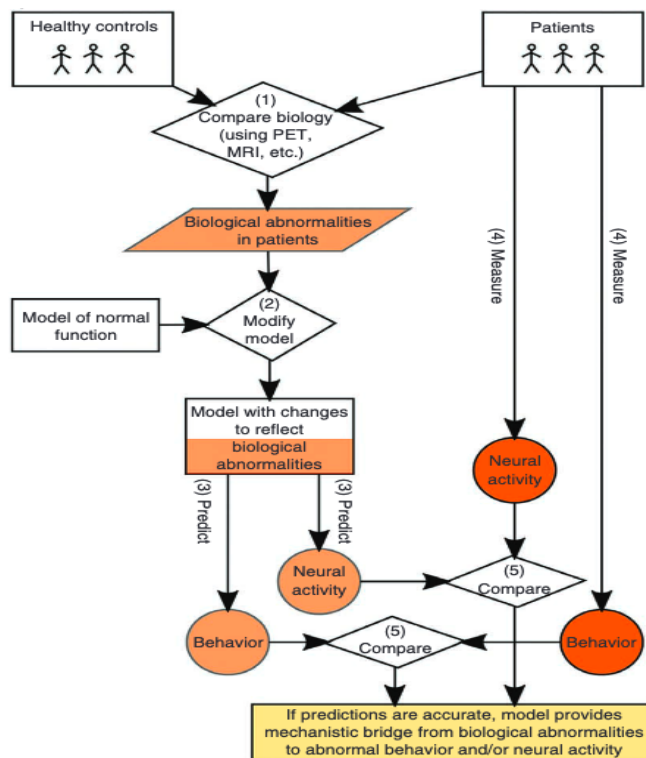 Healthy controls
Patients
(1)
Compare biology
(using PET,
MRI, etc.)
Biological abnormalities
in patients
(4) Measure
(4) Measure
Model of normal
function
(2)
Modify
model
Model with changes
to reflect
biological
abnormalities
(3) Predict
(3) Predict
Neural
activity
Neural
activity
(5)
Compare
Behavior
(5)
Compare
Behavior
If predictions are accurate, model provides
mechanistic bridge from biological abnormalities
to abnormal behavior and/or neural activity